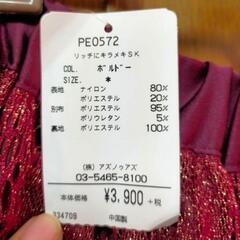 PE0572
リッチにキラメキSK
COL. ボルドー
SIZE. *
表地 ナイロン 80%
ポリエステル 20%
別布 ポリエステル 95%
ポリウレタン 5%
裏地 ポリエステル 100%
(株) アズノゥアズ
03-5465-8100
本体価格 ¥3,900 +税
334709 中国製